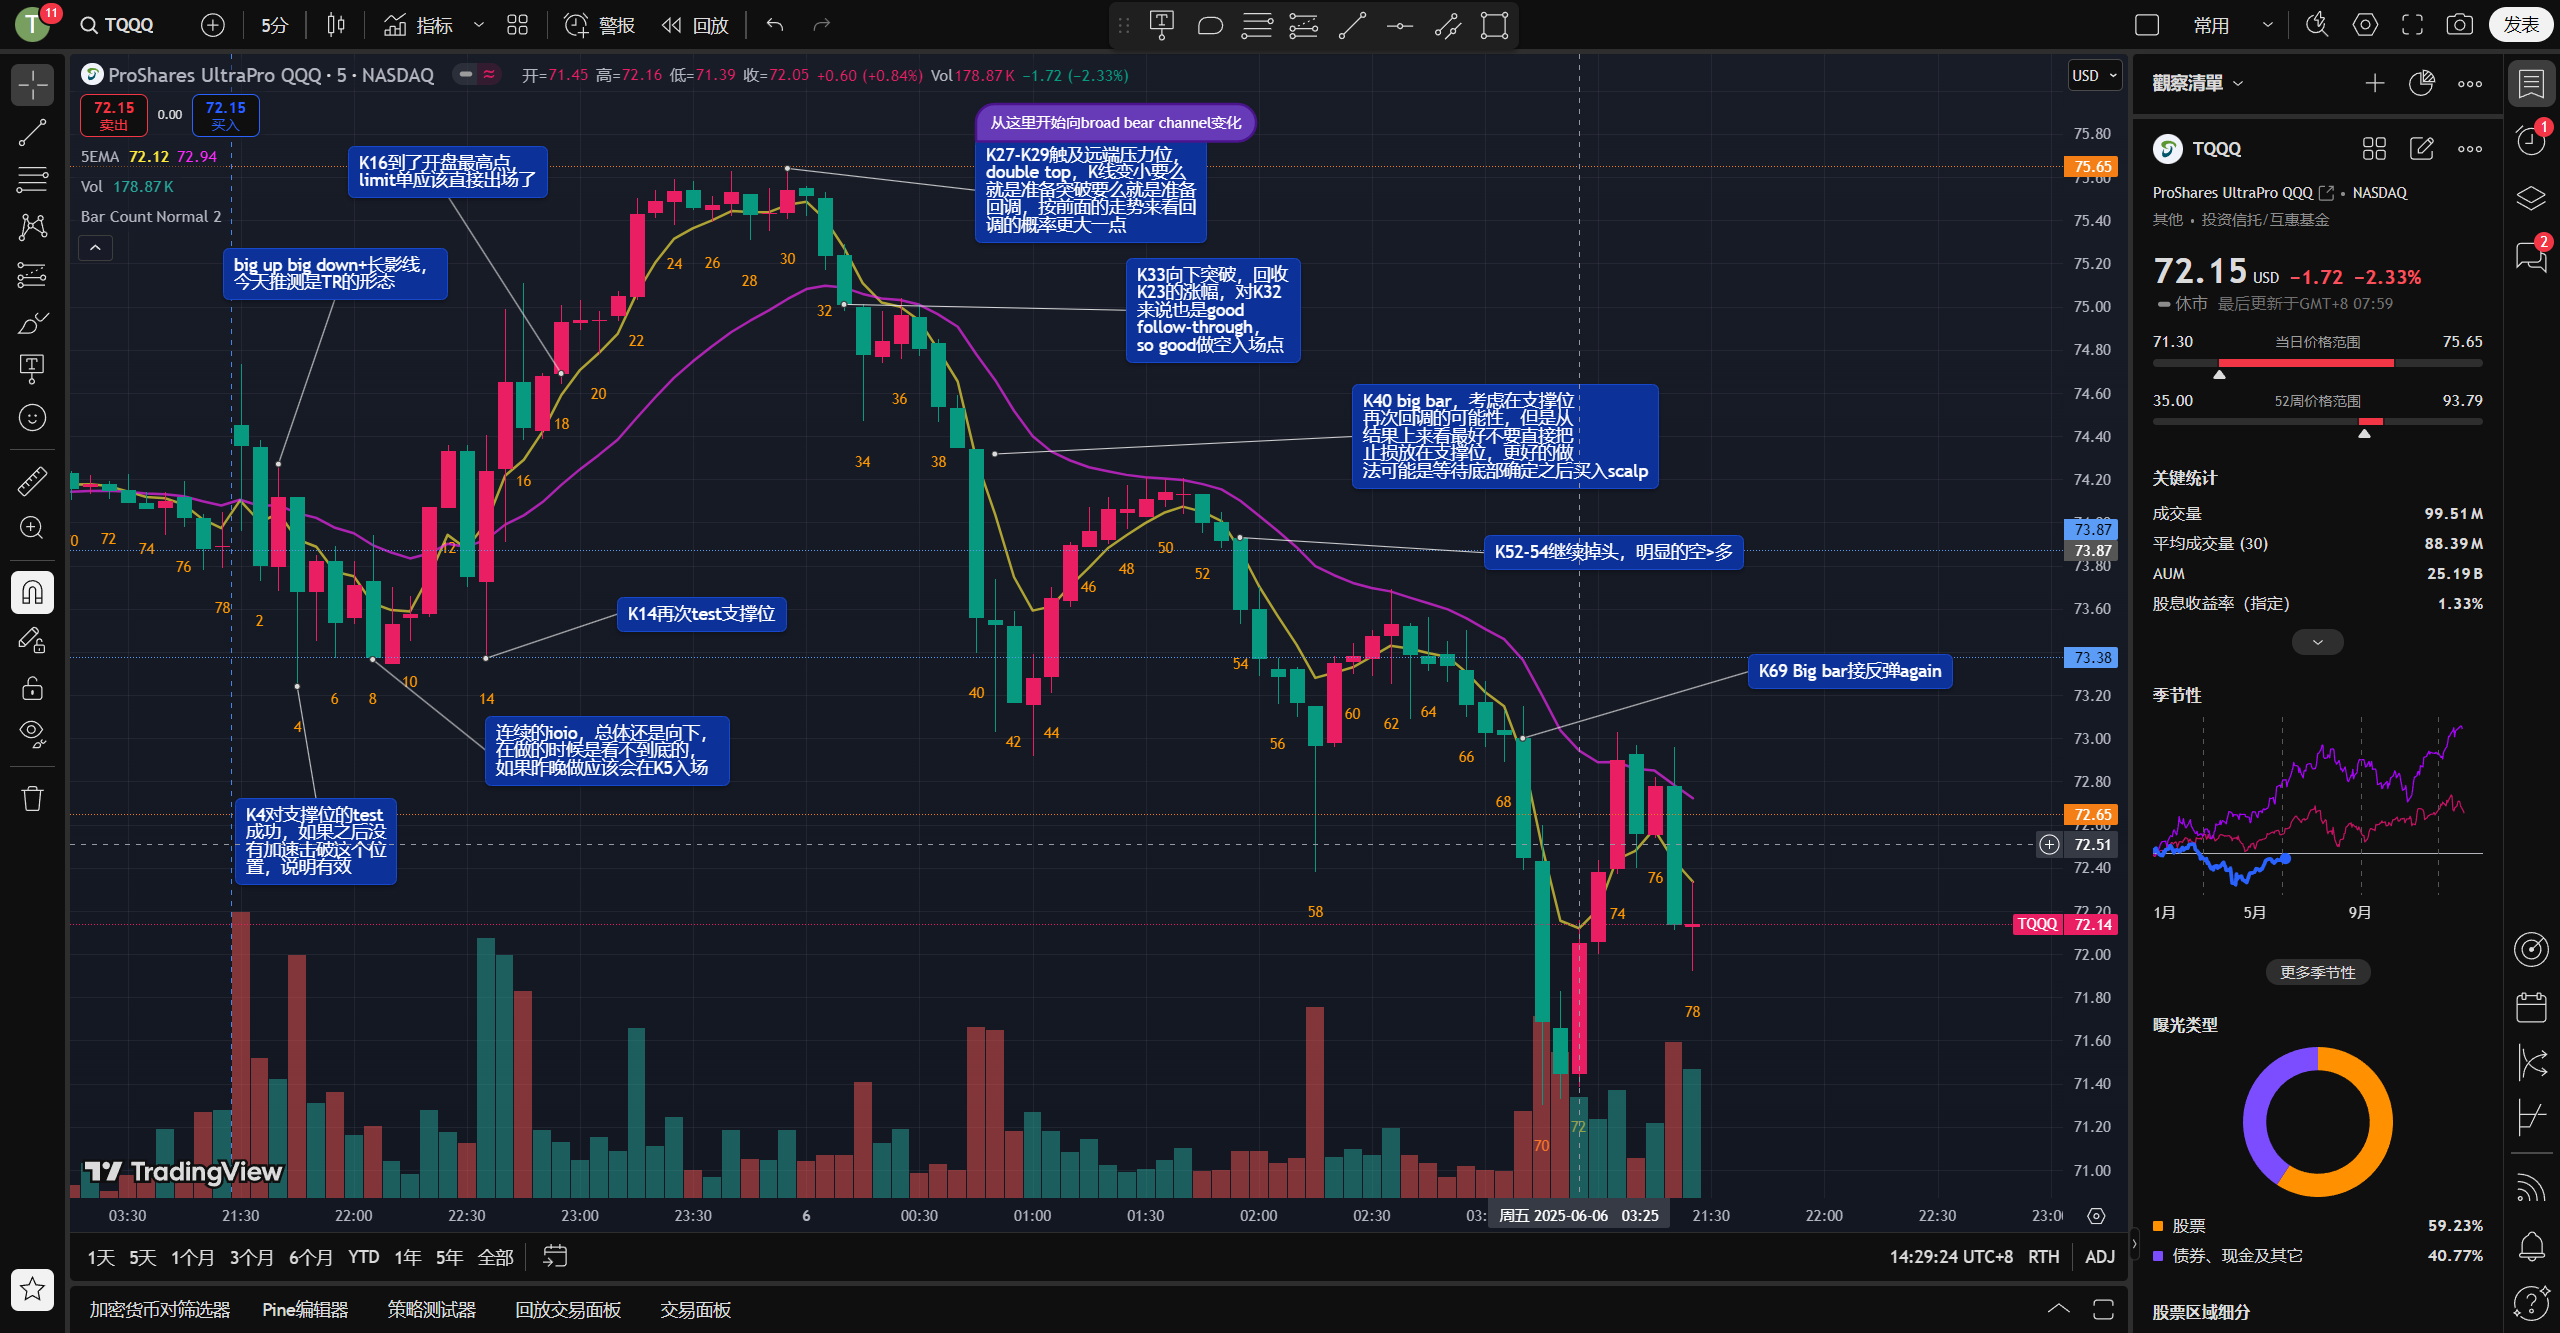 T
11
TQQQ
5分
指标
警报
回放
常用
发表
ProShares UltraPro QQQ · 5 · NASDAQ
开=71.45 高=72.16 低=71.39 收=72.05 +0.60 (+0.84%) Vol178.87K −1.72 (−2.33%)
USD
72.15
卖出
0.00
72.15
买入
5EMA 72.12 72.94
Vol 178.87K
Bar Count Normal 2
从这里开始向broad bear channel变化
K27-K29触及远端压力位，
double top，K线变小要么
就是准备突破要么就是准备
回调，按前面的走势来看回
调的概率更大一点
K16到了开盘最高点，
limit单应该直接出场了
big up big down+长影线，
今天推测是TR的形态
K33向下突破，回收
K23的涨幅，对K32
来说也是good
follow-through，
so good做空入场点
K40 big bar，考虑在支撑位
再次回调的可能性，但是从
结果上来看最好不要直接把
止损放在支撑位，更好的做
法可能是等待底部确定之后买入scalp
K52-54继续掉头，明显的空>多
K14再次test支撑位
K69 Big bar接反弹again
连续的ioio，总体还是向下，
在做的时候是看不到底的，
如果昨晚做应该会在K5入场
K4对支撑位的test
成功，如果之后没
有加速击破这个位
置，说明有效
0 72 74 76 78 2 4 6 8 10 12 14 16 18 20 22 24 26 28 30 32 34 36 38 40 42 44 46 48 50 52 54 56 58 60 62 64 66 68 70 72 74 76 78
75.80
75.65
75.60
75.40
75.20
75.00
74.80
74.60
74.40
74.20
73.87
73.87
73.80
73.60
73.38
73.20
73.00
72.80
72.65
72.60
72.51
72.40
72.20
TQQQ 72.14
72.00
71.80
71.60
71.40
71.20
71.00
TradingView
03:30 21:30 22:00 22:30 23:00 23:30 6 00:30 01:00 01:30 02:00 02:30 03: 周五 2025-06-06 03:25 21:30 22:00 22:30 23:0
1天 5天 1个月 3个月 6个月 YTD 1年 5年 全部
14:29:24 UTC+8 RTH ADJ
加密货币对筛选器 Pine编辑器 策略测试器 回放交易面板 交易面板
觀察清單
TQQQ
ProShares UltraPro QQQ • NASDAQ
其他 • 投资信托/互惠基金
72.15 USD −1.72 −2.33%
休市 最后更新于GMT+8 07:59
71.30 当日价格范围 75.65
35.00 52周价格范围 93.79
关键统计
成交量 99.51M
平均成交量 (30) 88.39M
AUM 25.19B
股息收益率（指定） 1.33%
季节性
1月 5月 9月
更多季节性
曝光类型
股票 59.23%
债券、现金及其它 40.77%
股票区域细分
1
2